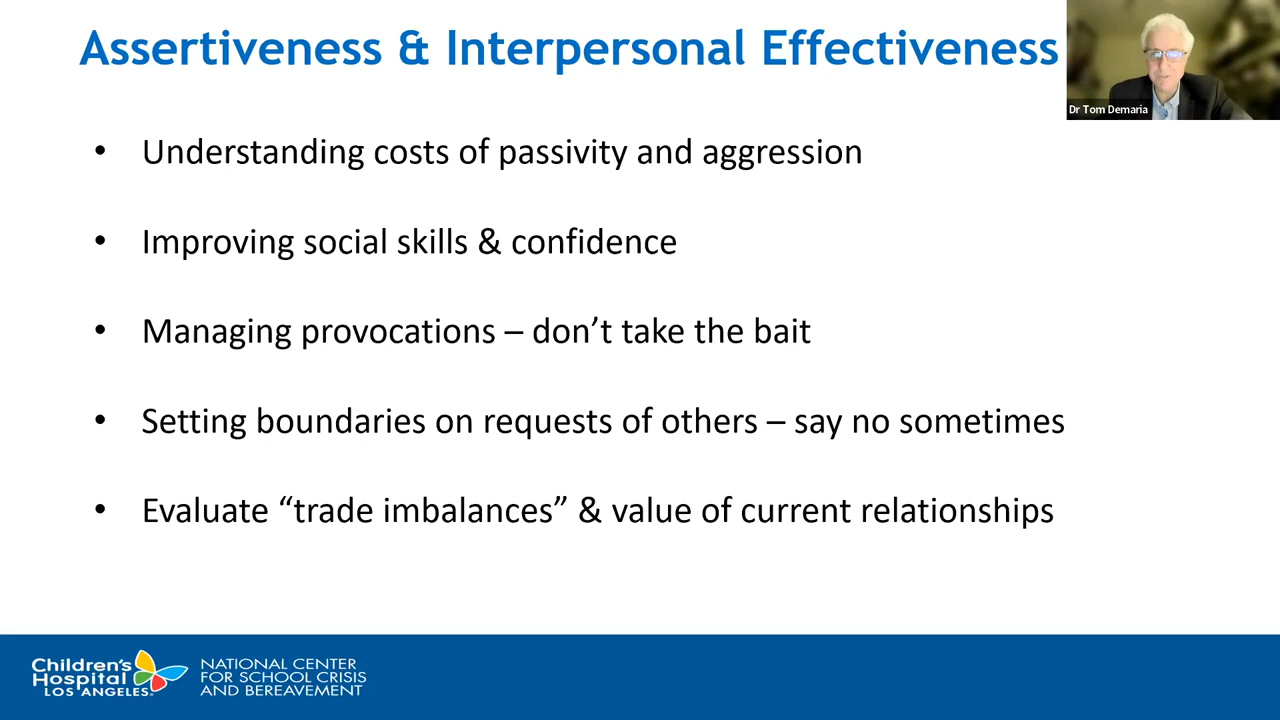 Assertiveness & Interpersonal Effectiveness
Dr Tom Demaria
• Understanding costs of passivity and aggression
• Improving social skills & confidence
• Managing provocations – don’t take the bait
• Setting boundaries on requests of others – say no sometimes
• Evaluate “trade imbalances” & value of current relationships
Children's
Hospital
LOS ANGELES
NATIONAL CENTER
FOR SCHOOL CRISIS
AND BEREAVEMENT